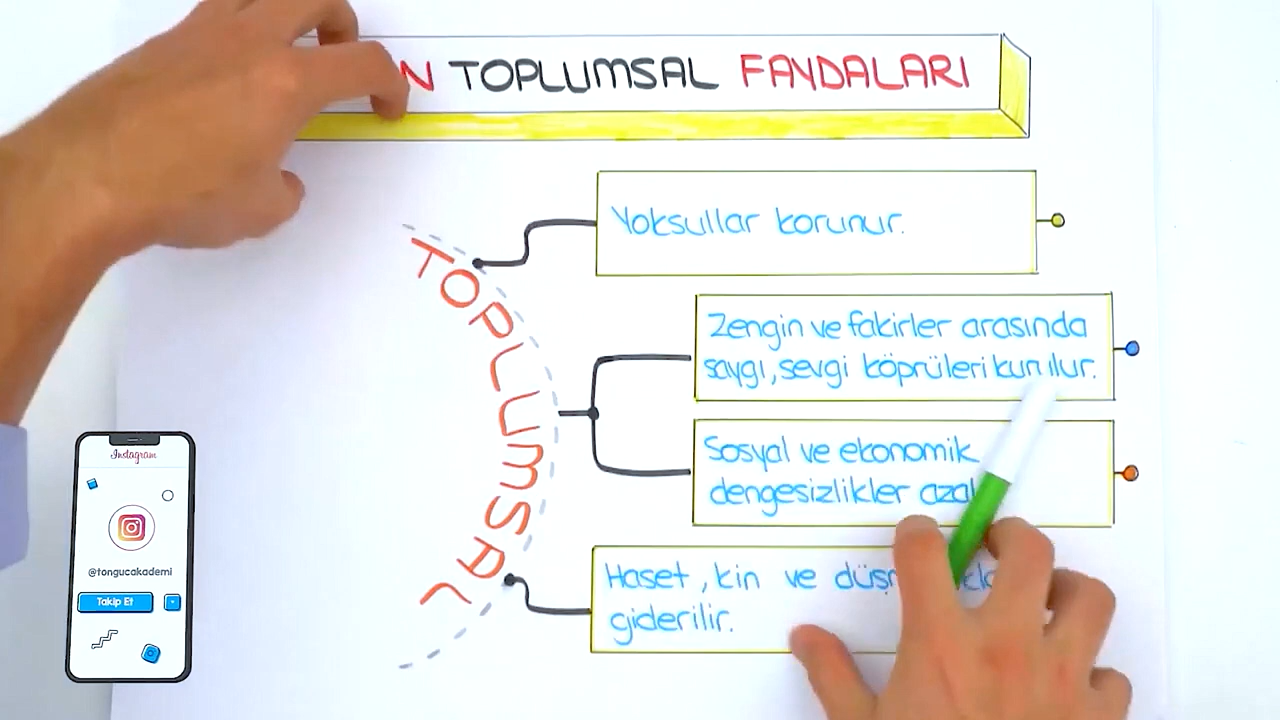 N TOPLUMSAL FAYDALARI
Yoksullar korunur.
TOPLUMSAL
Zengin ve fakirler arasında
saygı, sevgi köprüleri kurulur.
Sosyal ve ekonomik
dengesizlikler
Haset, kin ve
giderilir.
Instagram
@tongucakademi
Takip Et